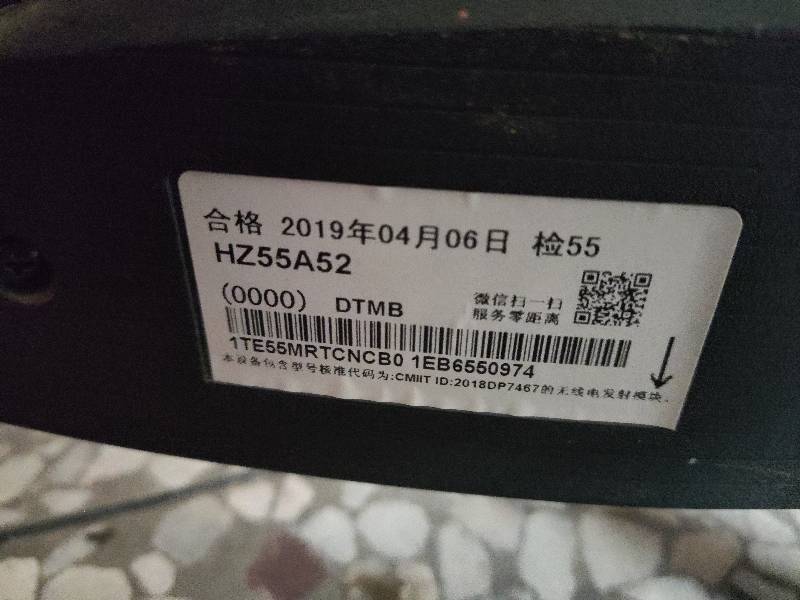 合格 2019年04月06日 检55
HZ55A52
(0000) DTMB
微信扫一扫
服务零距离
1TE55MRTCNCB0 1EB6550974
本设备包含型号核准代码为:CMIIT ID:2018DP7467的无线电发射模块.